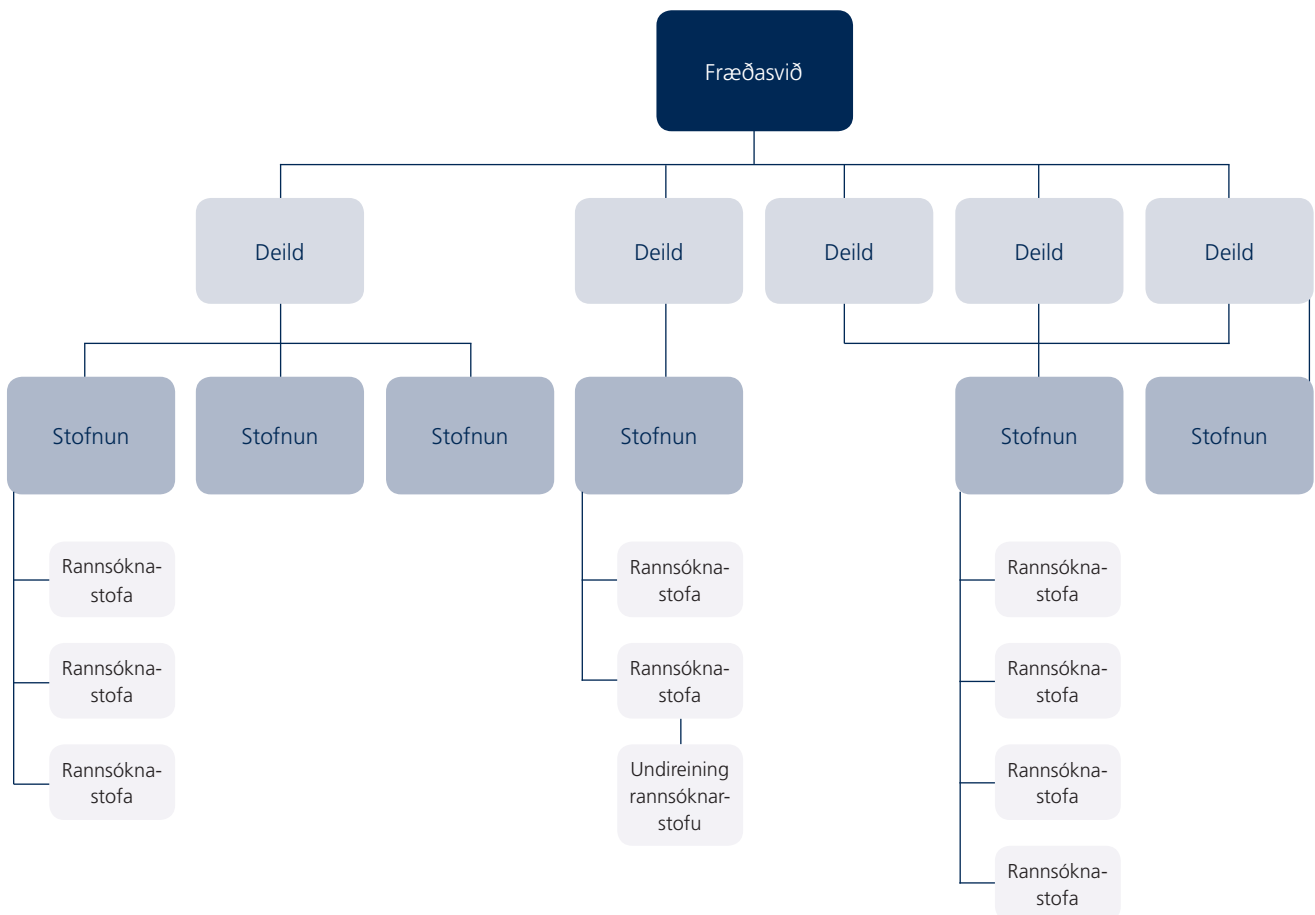 Fræðasvið
Deild
Deild
Deild
Deild
Deild
Stofnun
Stofnun
Stofnun
Stofnun
Stofnun
Stofnun
Rannsókna-
stofa
Rannsókna-
stofa
Rannsókna-
stofa
Rannsókna-
stofa
Rannsókna-
stofa
Undireining
rannsóknar-
stofu
Rannsókna-
stofa
Rannsókna-
stofa
Rannsókna-
stofa
Rannsókna-
stofa